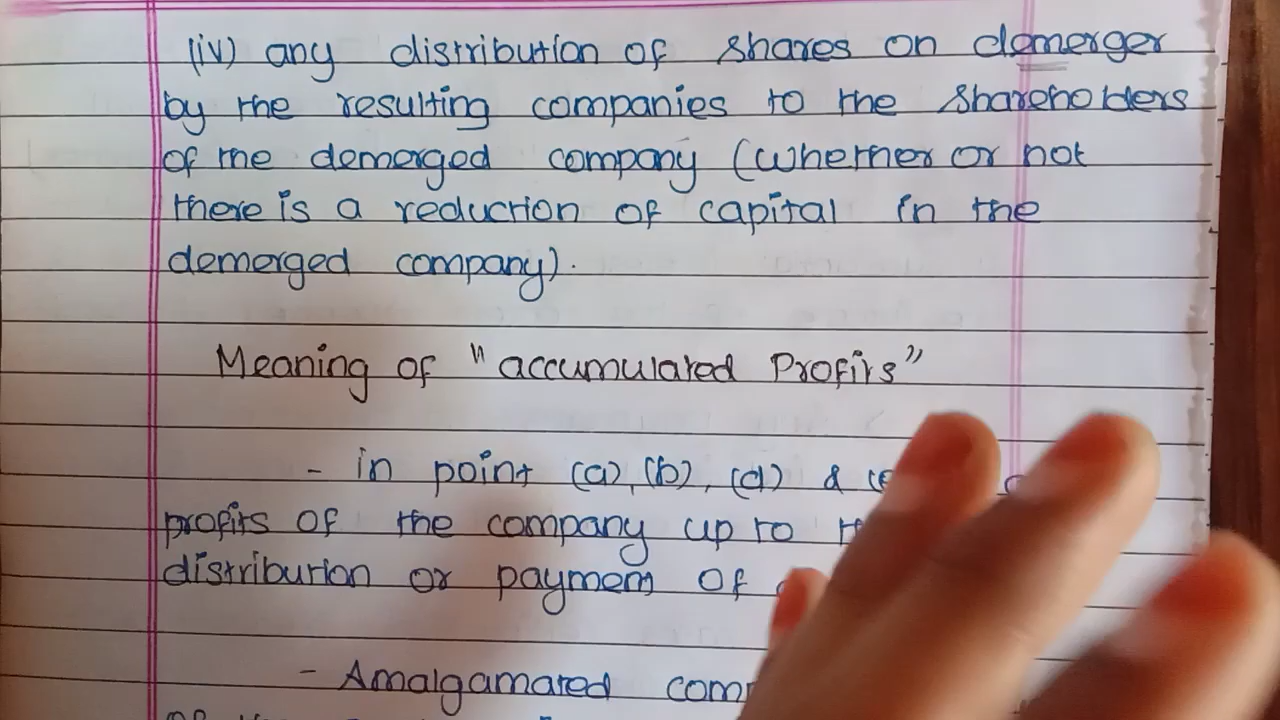 (iv) any distribution of shares on demerger
by the resulting companies to the shareholders
of the demerged company (whether or not
there is a reduction of capital in the
demerged company).
Meaning of "accumulated Profits"
- in point (a), (b), (d) &
profits of the company up to
distribution or payment of
- Amalgamated